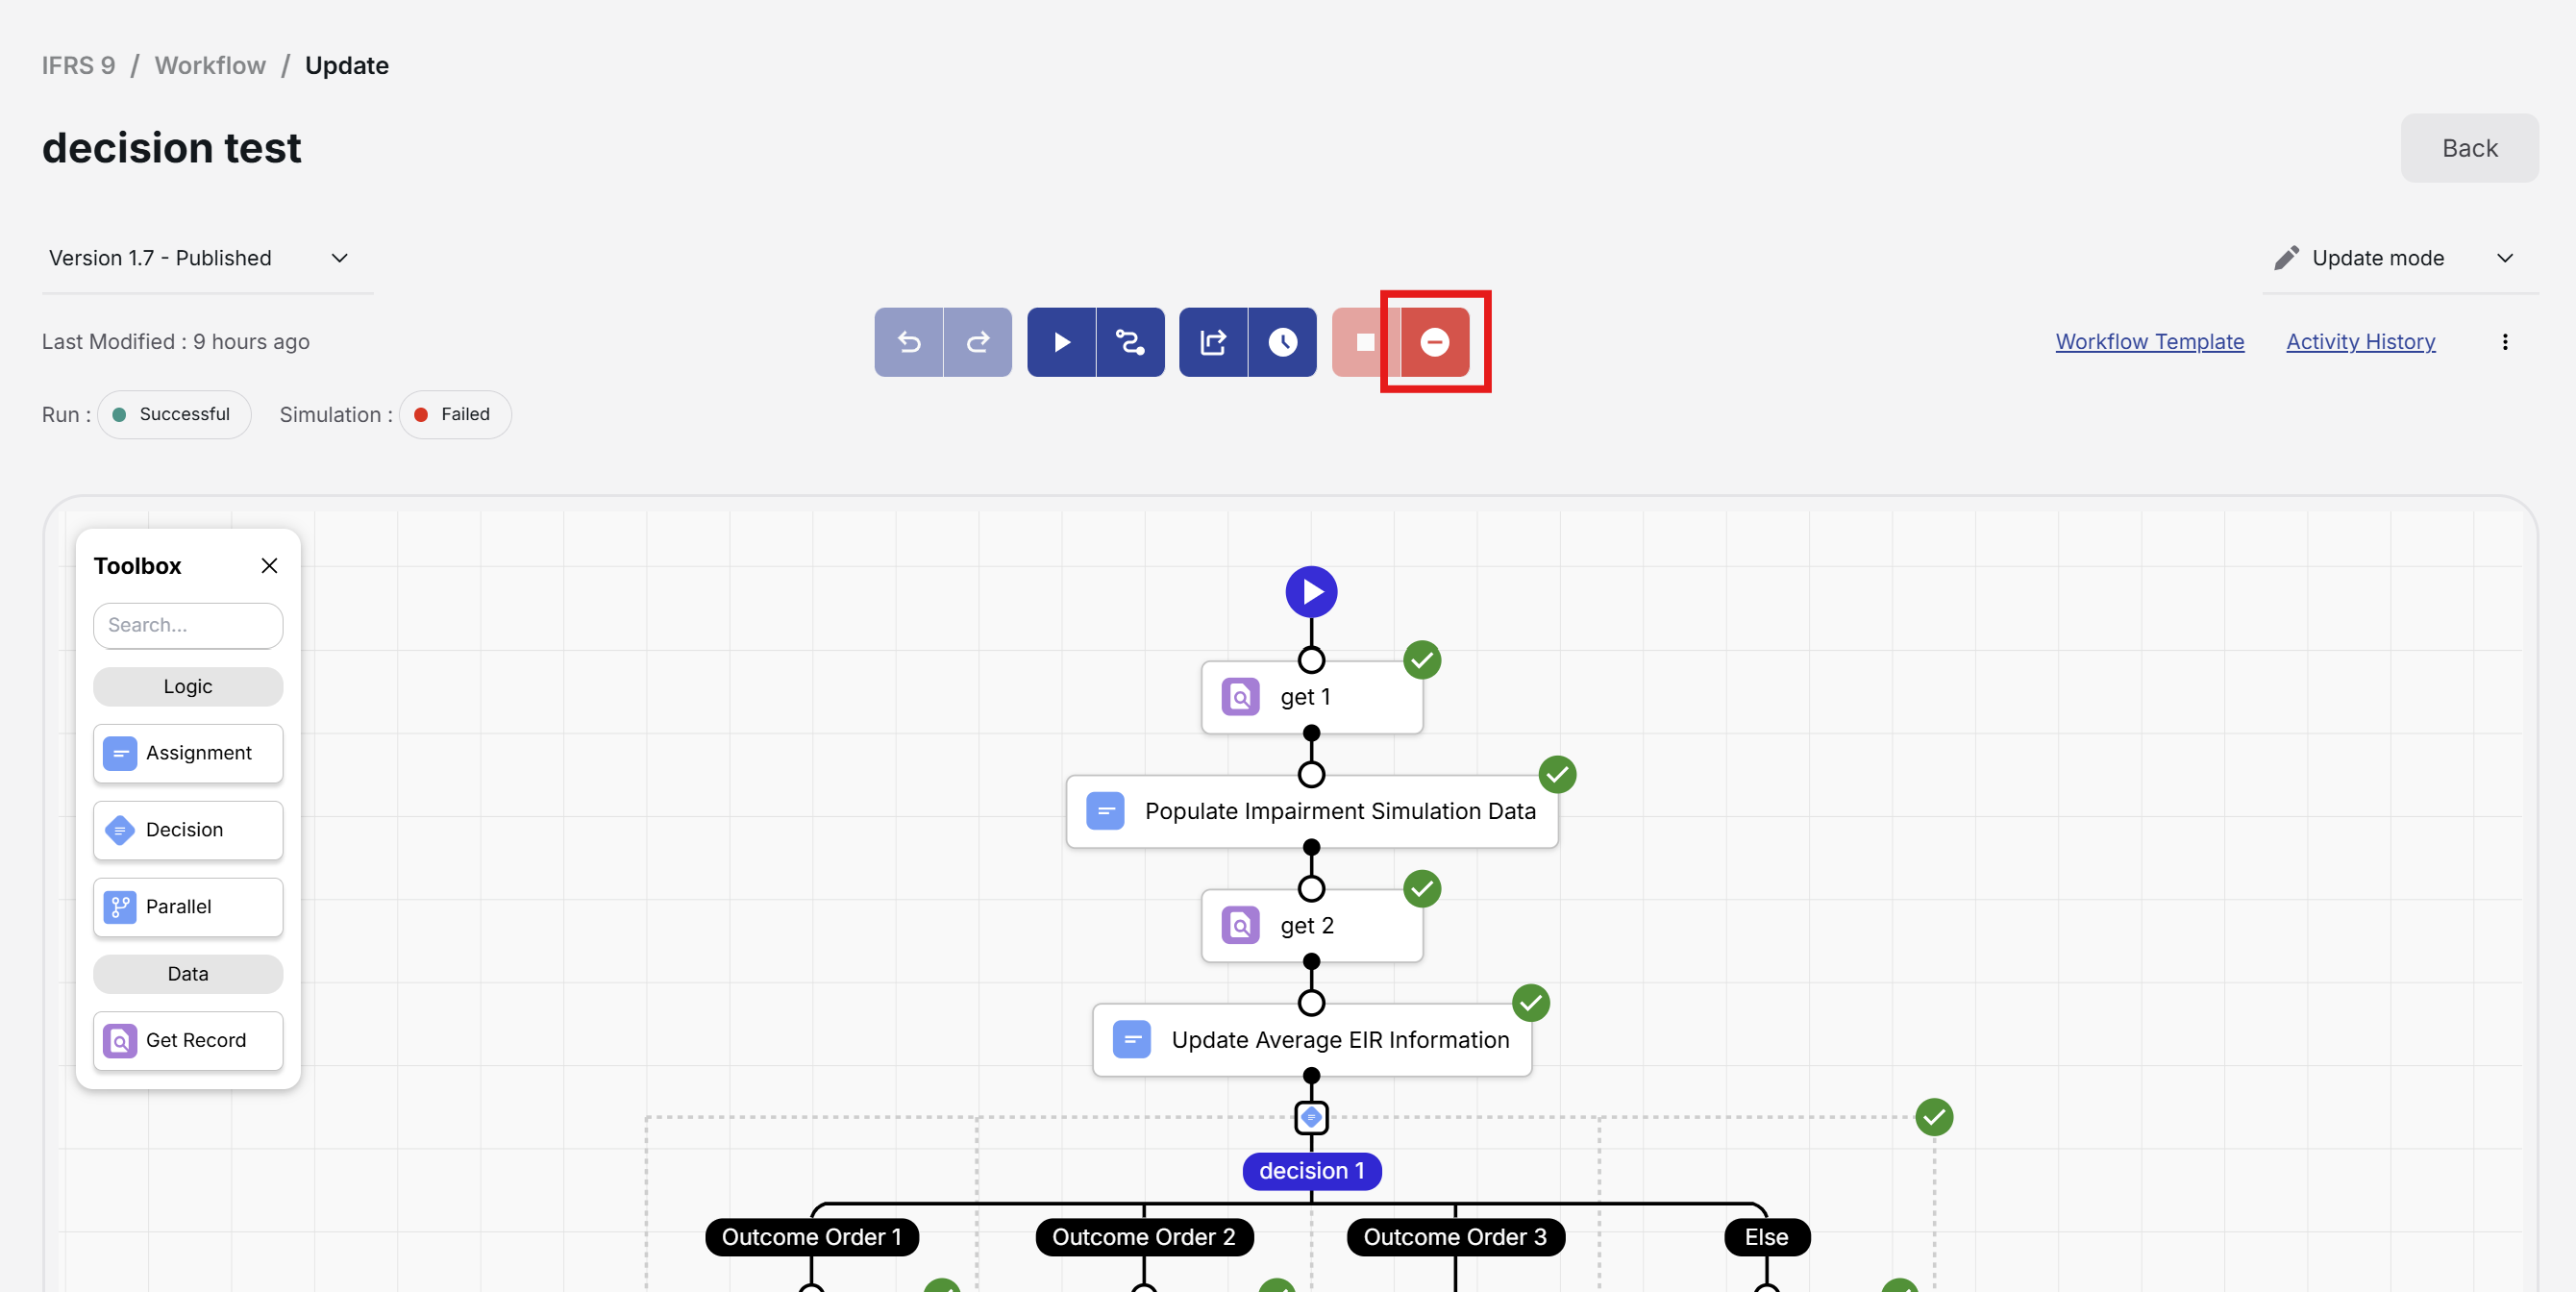 IFRS 9 / Workflow / Update
decision test
Back
Version 1.7 - Published
Update mode
Last Modified : 9 hours ago
Workflow Template
Activity History
Run :
Successful
Simulation :
Failed
Toolbox
Search...
Logic
Assignment
Decision
Parallel
Data
Get Record
get 1
Populate Impairment Simulation Data
get 2
Update Average EIR Information
decision 1
Outcome Order 1
Outcome Order 2
Outcome Order 3
Else